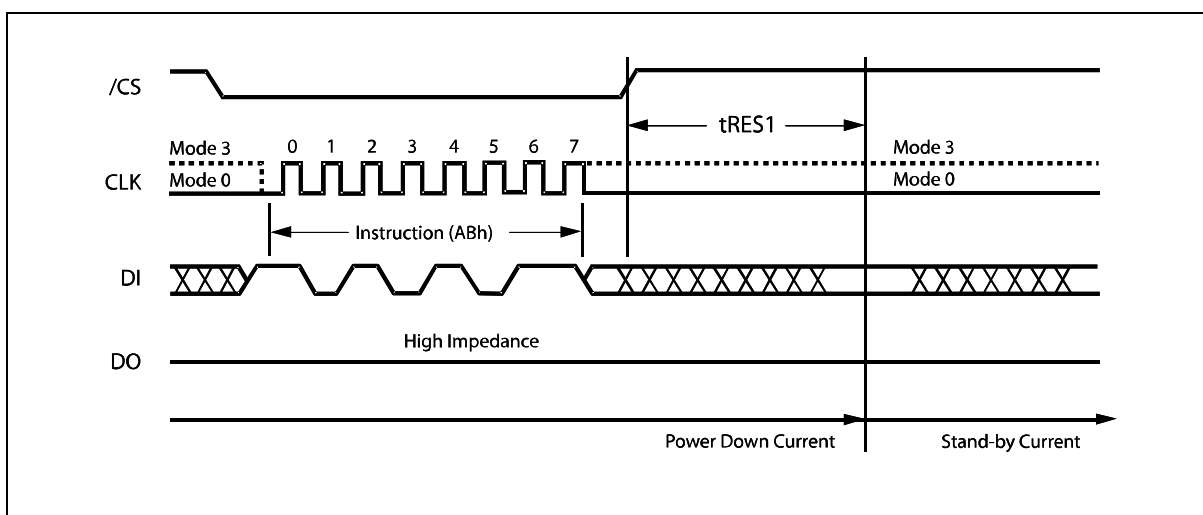 /CS
tRES1
Mode 3
0 1 2 3 4 5 6 7
Mode 3
CLK
Mode 0
Mode 0
Instruction (ABh)
DI
High Impedance
DO
Power Down Current
Stand-by Current